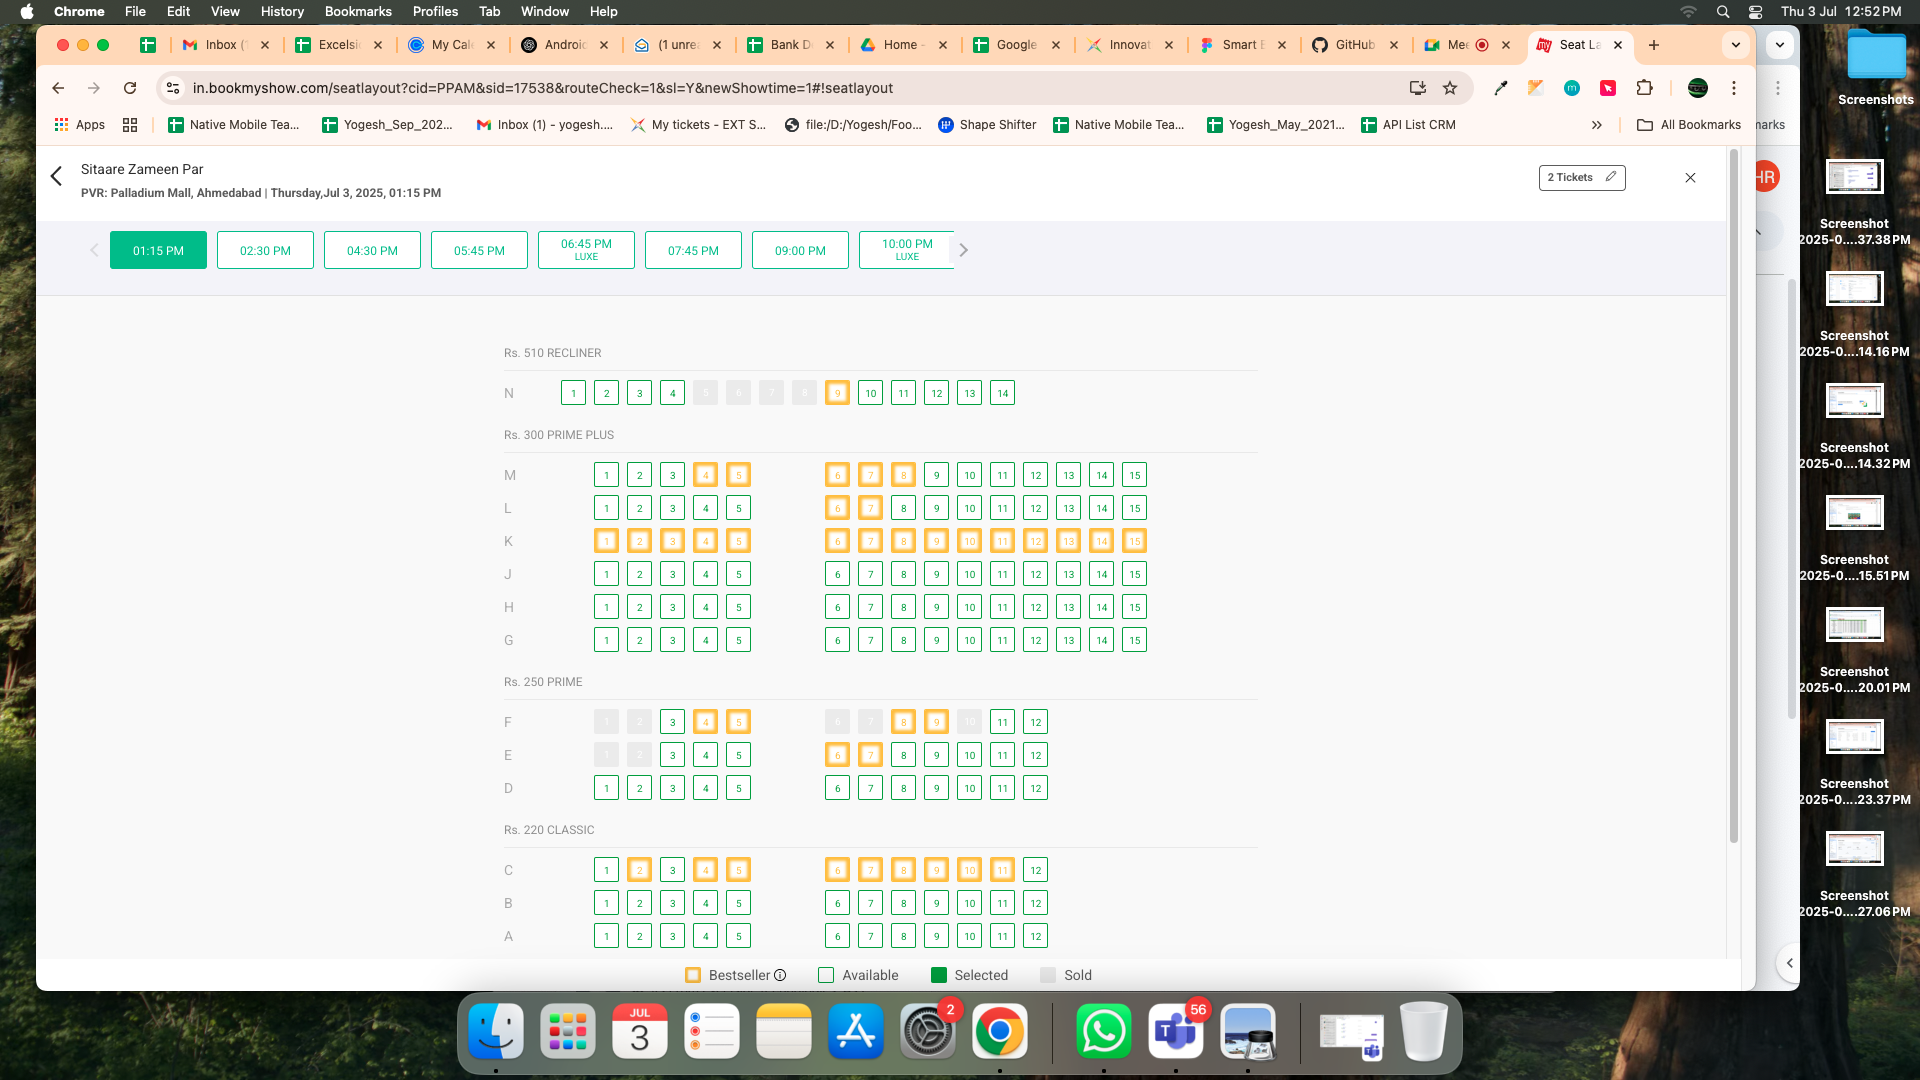 Chrome File Edit View History Bookmarks Profiles Tab Window Help Thu 3 Jul 12:52 PM
Inbox ( Excelsi My Cal Androi (1 unre Bank D Home - Google Innovat Smart E GitHub Mee Seat La
in.bookmyshow.com/seatlayout?cid=PPAM&sid=17538&routeCheck=1&sl=Y&newShowtime=1#!seatlayout
Apps Native Mobile Tea... Yogesh_Sep_202... Inbox (1) - yogesh.... My tickets - EXT S... file:/D:/Yogesh/Foo... Shape Shifter Native Mobile Tea... Yogesh_May_2021... API List CRM » All Bookmarks marks
Sitaare Zameen Par
PVR: Palladium Mall, Ahmedabad | Thursday,Jul 3, 2025, 01:15 PM
2 Tickets
HR
01:15 PM 02:30 PM 04:30 PM 05:45 PM 06:45 PM LUXE 07:45 PM 09:00 PM 10:00 PM LUXE
Rs. 510 RECLINER
N 1 2 3 4 5 6 7 8 9 10 11 12 13 14
Rs. 300 PRIME PLUS
M 1 2 3 4 5 6 7 8 9 10 11 12 13 14 15
L 1 2 3 4 5 6 7 8 9 10 11 12 13 14 15
K 1 2 3 4 5 6 7 8 9 10 11 12 13 14 15
J 1 2 3 4 5 6 7 8 9 10 11 12 13 14 15
H 1 2 3 4 5 6 7 8 9 10 11 12 13 14 15
G 1 2 3 4 5 6 7 8 9 10 11 12 13 14 15
Rs. 250 PRIME
F 1 2 3 4 5 6 7 8 9 10 11 12
E 1 2 3 4 5 6 7 8 9 10 11 12
D 1 2 3 4 5 6 7 8 9 10 11 12
Rs. 220 CLASSIC
C 1 2 3 4 5 6 7 8 9 10 11 12
B 1 2 3 4 5 6 7 8 9 10 11 12
A 1 2 3 4 5 6 7 8 9 10 11 12
Bestseller Available Selected Sold
Screenshots
Screenshot
2025-0....37.38 PM
Screenshot
2025-0....14.16 PM
Screenshot
2025-0....14.32 PM
Screenshot
2025-0....15.51 PM
Screenshot
2025-0....20.01 PM
Screenshot
2025-0....23.37 PM
Screenshot
2025-0....27.06 PM
JUL
3
2
56